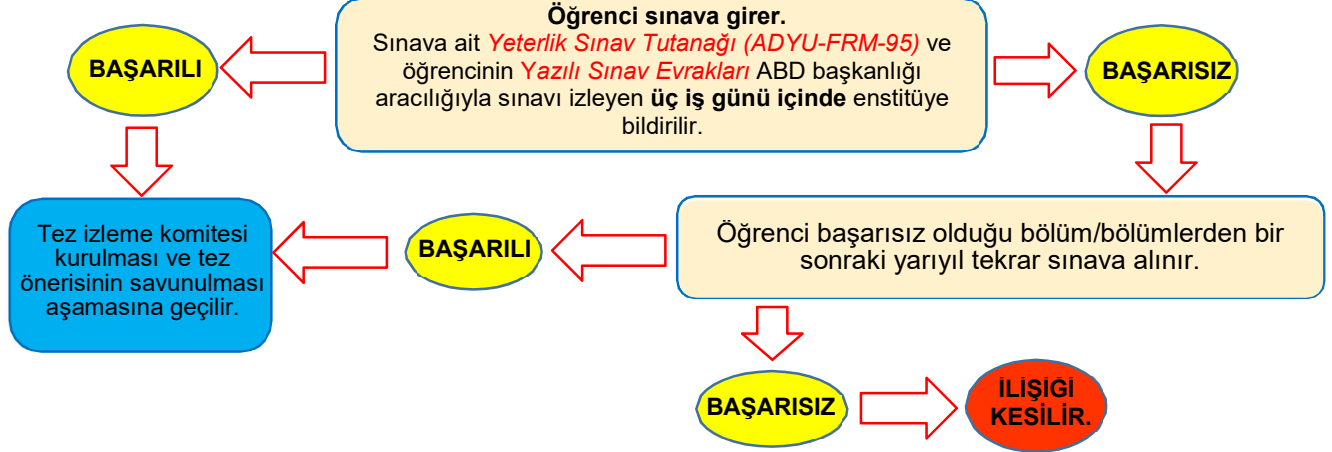 Öğrenci sınava girer.
Sınava ait Yeterlik Sınav Tutanağı (ADYU-FRM-95) ve
öğrencinin Yazılı Sınav Evrakları ABD başkanlığı
aracılığıyla sınavı izleyen üç iş günü içinde enstitüye
bildirilir.
BAŞARILI
BAŞARISIZ
Tez izleme komitesi
kurulması ve tez
önerisinin savunulması
aşamasına geçilir.
BAŞARILI
Öğrenci başarısız olduğu bölüm/bölümlerden bir
sonraki yarıyıl tekrar sınava alınır.
BAŞARISIZ
İLİŞİĞİ
KESİLİR.